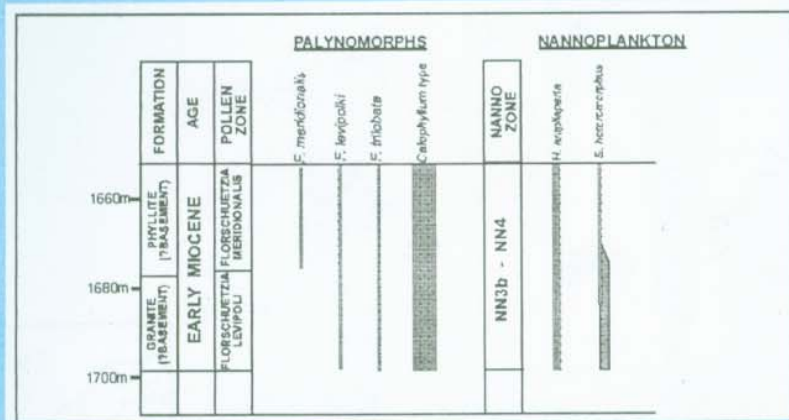 PALYNOMORPHS
NANNOPLANKTON
FORMATION
AGE
POLLEN
ZONE
F. meridionalis
F. levipolki
F. trilobata
Calophyllum type
NANNO
ZONE
H. ampliaperta
S. heteromorphus
1660m
1680m
1700m
PHYLLITE
(?BASEMENT)
GRANITE
(?BASEMENT)
EARLY MIOCENE
FLORSCHUETZIA
MERIDIONALIS
FLORSCHUETZIA
LEVIPOLI
NN3b - NN4